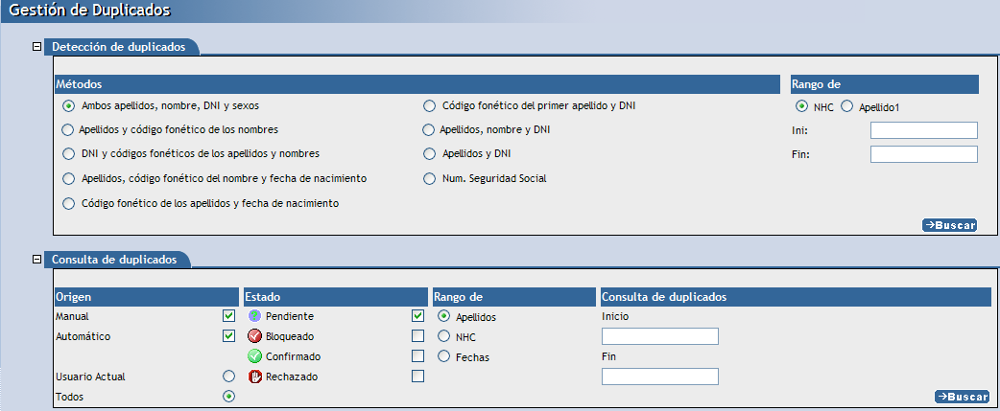 Gestión de Duplicados
Detección de duplicados
Métodos
Rango de
Ambos apellidos, nombre, DNI y sexos
Código fonético del primer apellido y DNI
NHC
Apellido1
Apellidos y código fonético de los nombres
Apellidos, nombre y DNI
Ini:
DNI y códigos fonéticos de los apellidos y nombres
Apellidos y DNI
Fin:
Apellidos, código fonético del nombre y fecha de nacimiento
Num. Seguridad Social
Código fonético de los apellidos y fecha de nacimiento
Buscar
Consulta de duplicados
Origen
Estado
Rango de
Consulta de duplicados
Manual
Pendiente
Apellidos
Inicio
Automático
Bloqueado
NHC
Confirmado
Fechas
Fin
Usuario Actual
Rechazado
Todos
Buscar